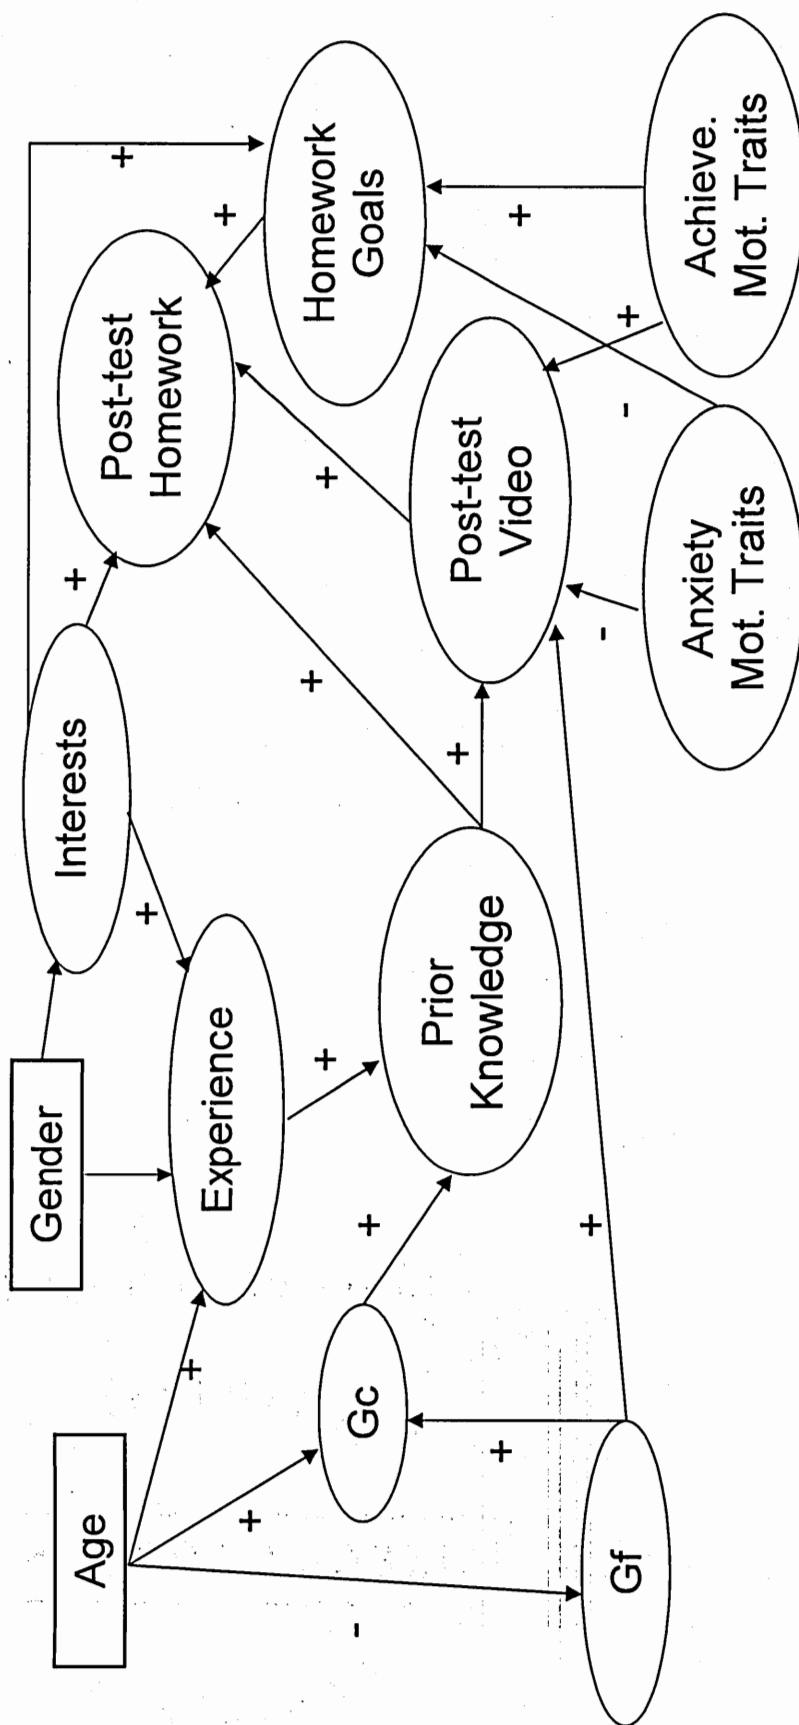 Age
Gender
Interests
Experience
Gc
Gf
Prior
Knowledge
Post-test
Homework
Post-test
Video
Homework
Goals
Anxiety
Mot. Traits
Achieve.
Mot. Traits
+
+
-
+
+
+
+
+
+
+
+
+
+
+
+
-
-
+
+